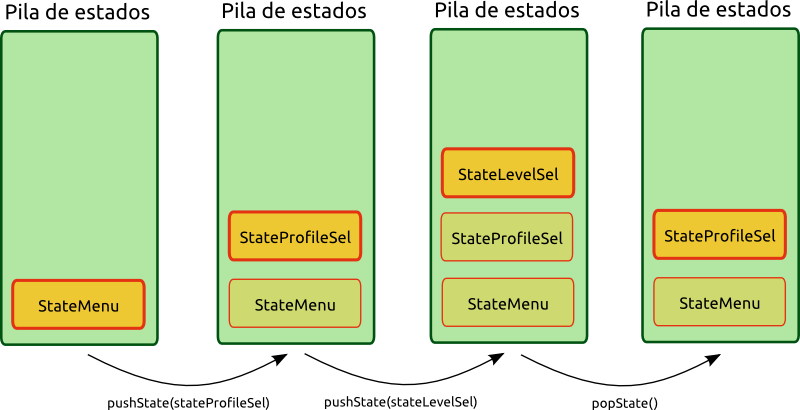 Pila de estados
Pila de estados
Pila de estados
Pila de estados
StateLevelSel
StateProfileSel
StateProfileSel
StateProfileSel
StateMenu
StateMenu
StateMenu
StateMenu
pushState(stateProfileSel)
pushState(stateLevelSel)
popState()